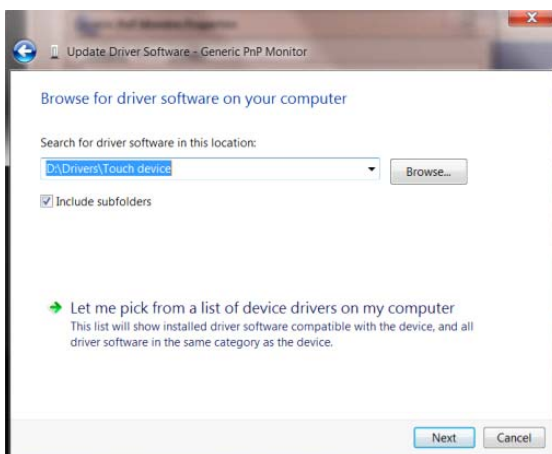 Update Driver Software - Generic PnP Monitor
Browse for driver software on your computer
Search for driver software in this location:
D:\Drivers\Touch device
Browse...
Include subfolders
Let me pick from a list of device drivers on my computer
This list will show installed driver software compatible with the device, and all
driver software in the same category as the device.
Next
Cancel